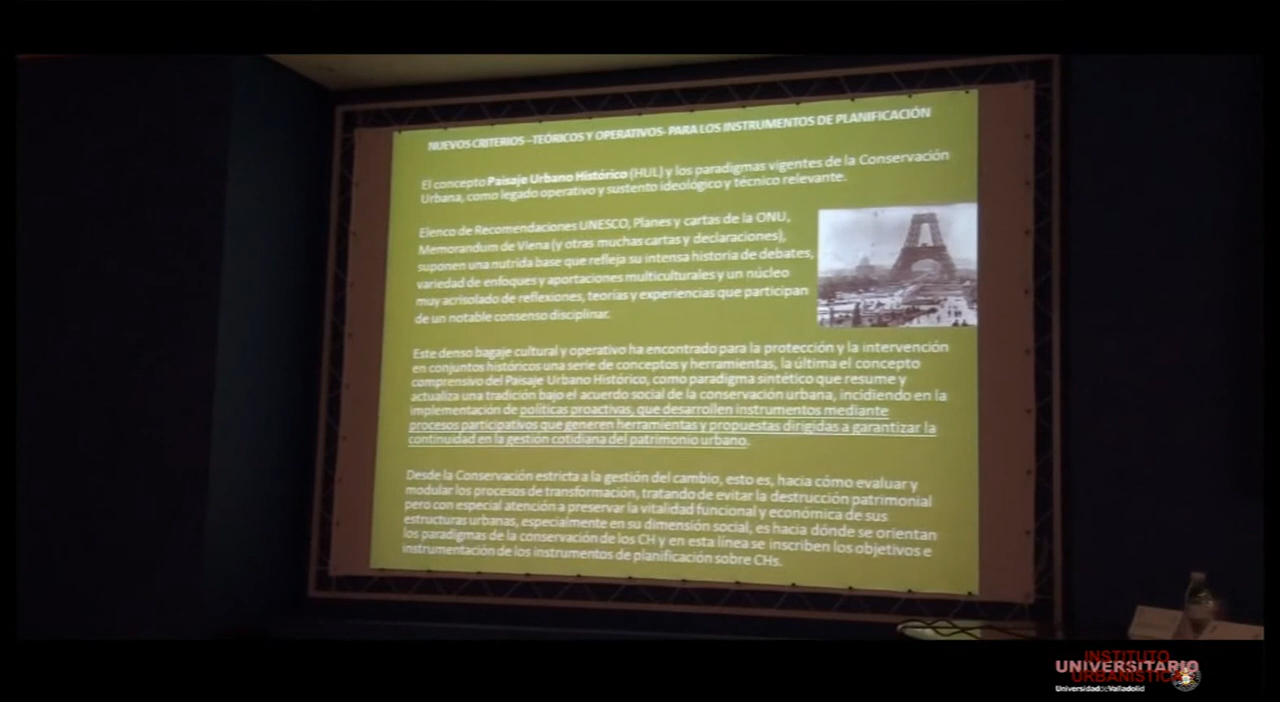 NUEVOS CRITERIOS -TEÓRICOS Y OPERATIVOS- PARA LOS INSTRUMENTOS DE PLANIFICACIÓN
El concepto Paisaje Urbano Histórico (HUL) y los paradigmas vigentes de la Conservación
Urbana, como legado operativo y sustento ideológico y técnico relevante.
Elenco de Recomendaciones UNESCO, Planes y cartas de la ONU,
Memorandum de Viena (y otras muchas cartas y declaraciones),
suponen una nutrida base que refleja su intensa historia de debates,
variedad de enfoques y aportaciones multiculturales y un núcleo
muy acrisolado de reflexiones, teorías y experiencias que participan
de un notable consenso disciplinar.
Este denso bagaje cultural y operativo ha encontrado para la protección y la intervención
en conjuntos históricos una serie de conceptos y herramientas, la última el concepto
comprensivo del Paisaje Urbano Histórico, como paradigma sintético que resume y
actualiza una tradición bajo el acuerdo social de la conservación urbana, incidiendo en la
implementación de políticas proactivas, que desarrollen instrumentos mediante
procesos participativos que generen herramientas y propuestas dirigidas a garantizar la
continuidad en la gestión cotidiana del patrimonio urbano.
Desde la Conservación estricta a la gestión del cambio, esto es, hacia cómo evaluar y
modular los procesos de transformación, tratando de evitar la destrucción patrimonial
pero con especial atención a preservar la vitalidad funcional y económica de sus
estructuras urbanas, especialmente en su dimensión social, es hacia dónde se orientan
los paradigmas de la conservación de los CH y en esta línea se inscriben los objetivos e
instrumentación de los instrumentos de planificación sobre CHs.
INSTITUTO
UNIVERSITARIO
URBANÍSTICA
Universidad de Valladolid